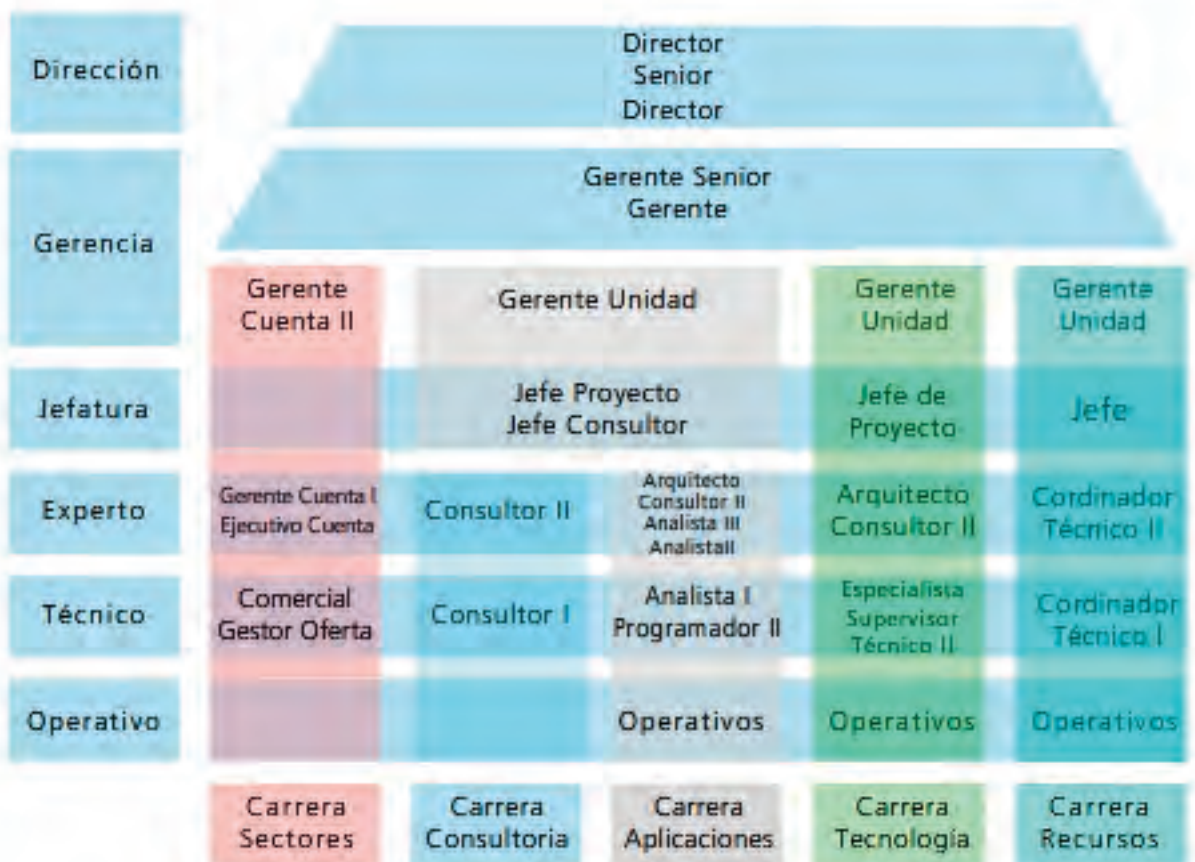 Dirección
Director
Senior
Director
Gerencia
Gerente Senior
Gerente
Gerente
Cuenta II
Gerente Unidad
Gerente
Unidad
Gerente
Unidad
Jefatura
Jefe Proyecto
Jefe Consultor
Jefe de
Proyecto
Jefe
Experto
Gerente Cuenta I
Ejecutivo Cuenta
Consultor II
Arquitecto
Consultor II
Analista III
AnalistaII
Arquitecto
Consultor II
Cordinador
Técnico II
Técnico
Comercial
Gestor Oferta
Consultor I
Analista I
Programador II
Especialista
Supervisor
Técnico II
Cordinador
Técnico I
Operativo
Operativos
Operativos
Operativos
Carrera
Sectores
Carrera
Consultoria
Carrera
Aplicaciones
Carrera
Tecnología
Carrera
Recursos